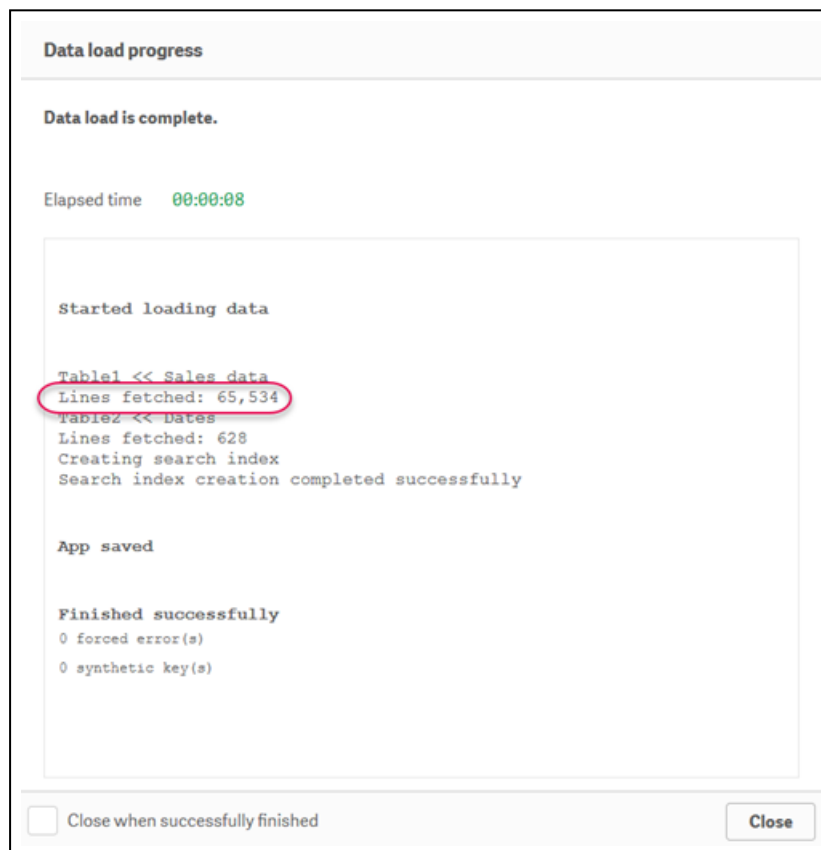 Data load progress
Data load is complete.
Elapsed time 00:00:08
Started loading data
Table1 << Sales data
Lines fetched: 65,534
Table2 << Dates
Lines fetched: 628
Creating search index
Search index creation completed successfully
App saved
Finished successfully
0 forced error(s)
0 synthetic key(s)
Close when successfully finished
Close